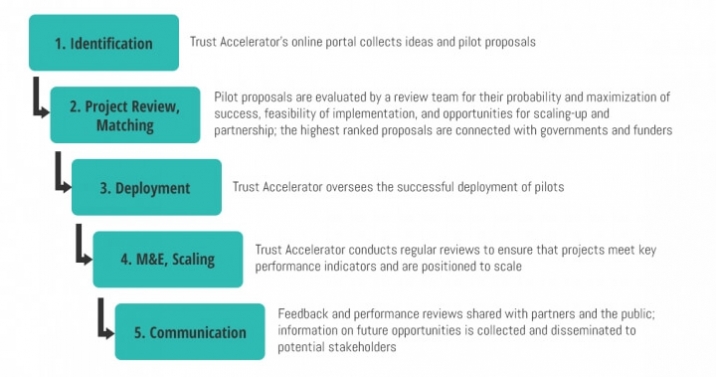 1. Identification
Trust Accelerator's online portal collects ideas and pilot proposals
2. Project Review,
Matching
Pilot proposals are evaluated by a review team for their probability and maximization of
success, feasibility of implementation, and opportunities for scaling-up and
partnership; the highest ranked proposals are connected with governments and funders
3. Deployment
Trust Accelerator oversees the successful deployment of pilots
4. M&E, Scaling
Trust Accelerator conducts regular reviews to ensure that projects meet key
performance indicators and are positioned to scale
5. Communication
Feedback and performance reviews shared with partners and the public;
information on future opportunities is collected and disseminated to
potential stakeholders